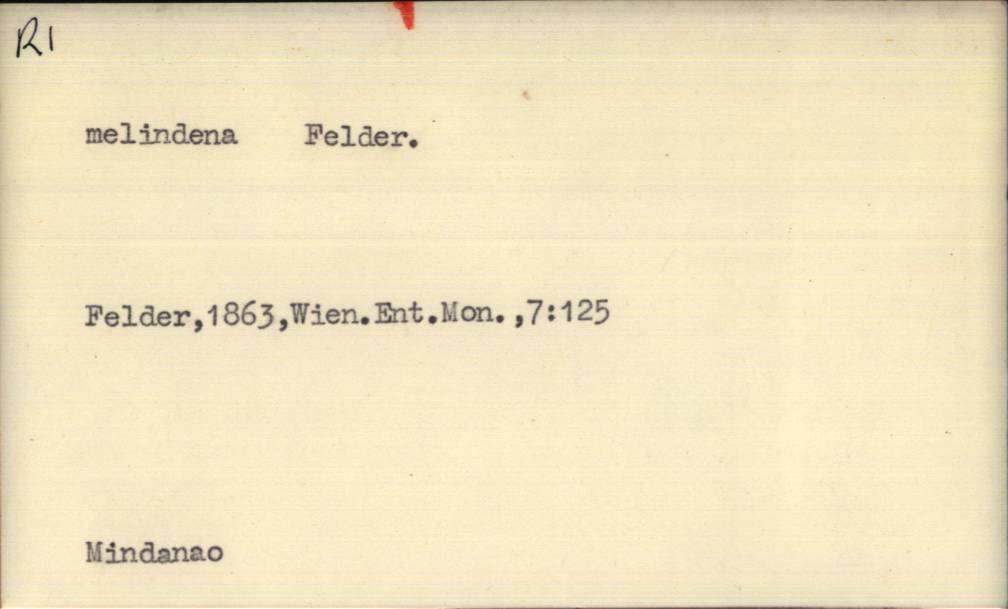 R1
melindena Felder.
Felder,1863,Wien.Ent.Mon.,7:125
Mindanao